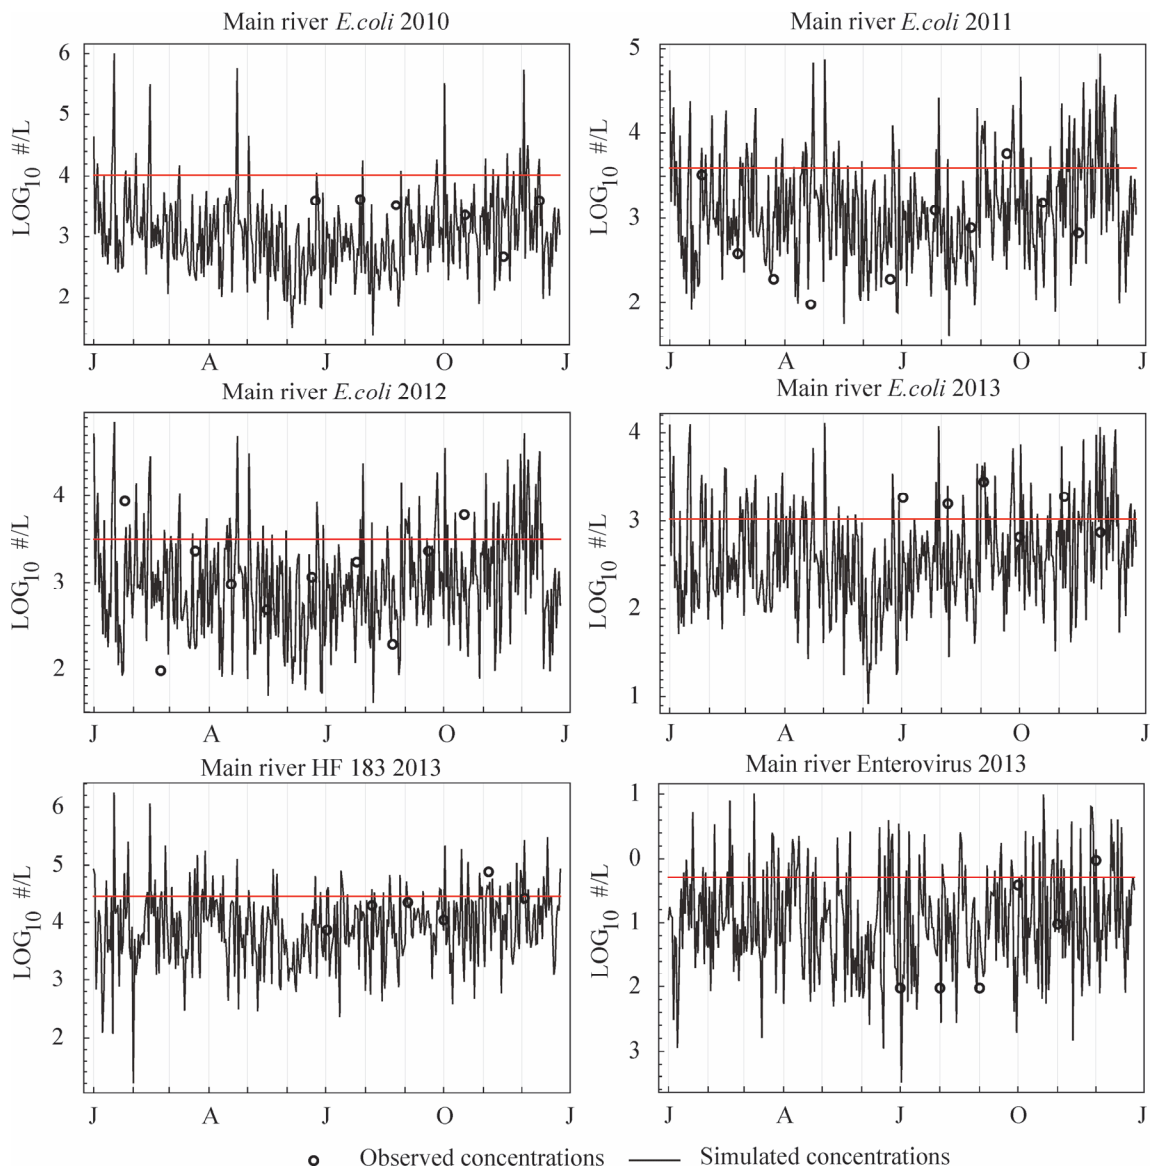 Main river E.coli 2010
Main river E.coli 2011
LOG10 #/L
6
5
4
3
2
J A J O J
LOG10 #/L
5
4
3
2
J A J O J
Main river E.coli 2012
Main river E.coli 2013
LOG10 #/L
4
3
2
J A J O J
LOG10 #/L
4
3
2
1
J A J O J
Main river HF 183 2013
Main river Enterovirus 2013
LOG10 #/L
6
5
4
3
2
J A J O J
LOG10 #/L
1
0
1
2
3
J A J O J
Observed concentrations
Simulated concentrations